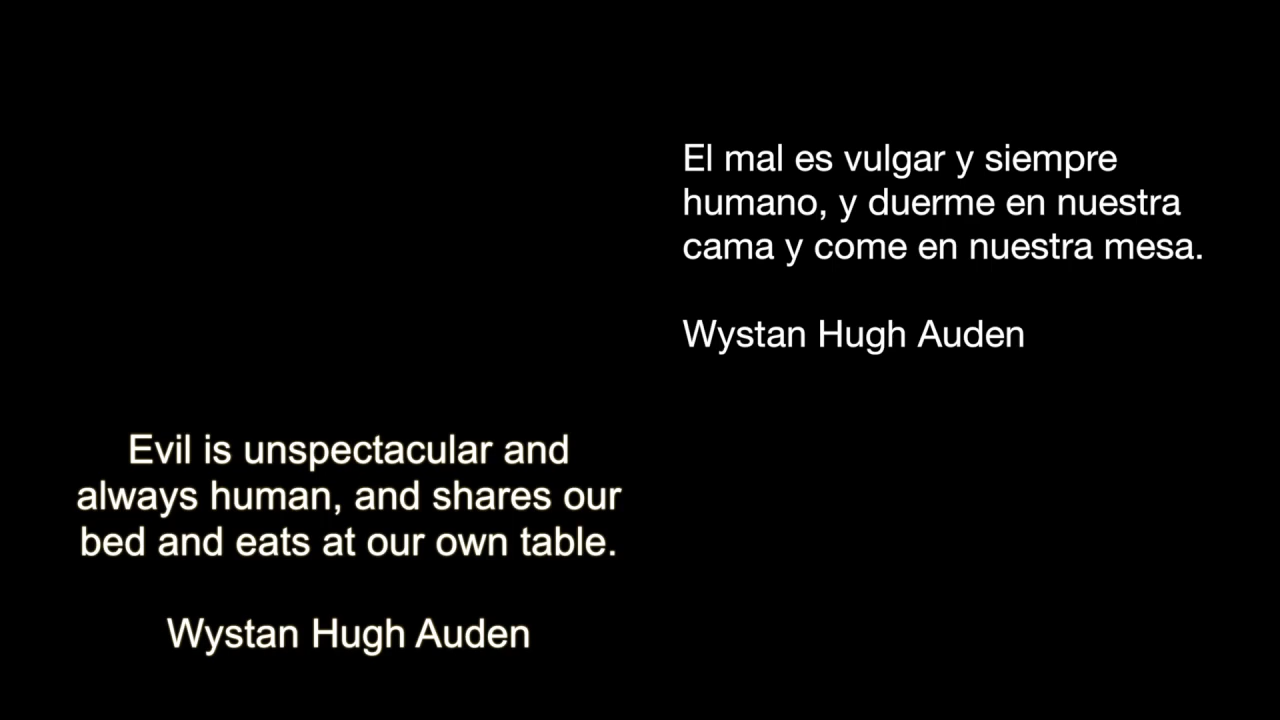 El mal es vulgar y siempre
humano, y duerme en nuestra
cama y come en nuestra mesa.
Wystan Hugh Auden
Evil is unspectacular and
always human, and shares our
bed and eats at our own table.
Wystan Hugh Auden